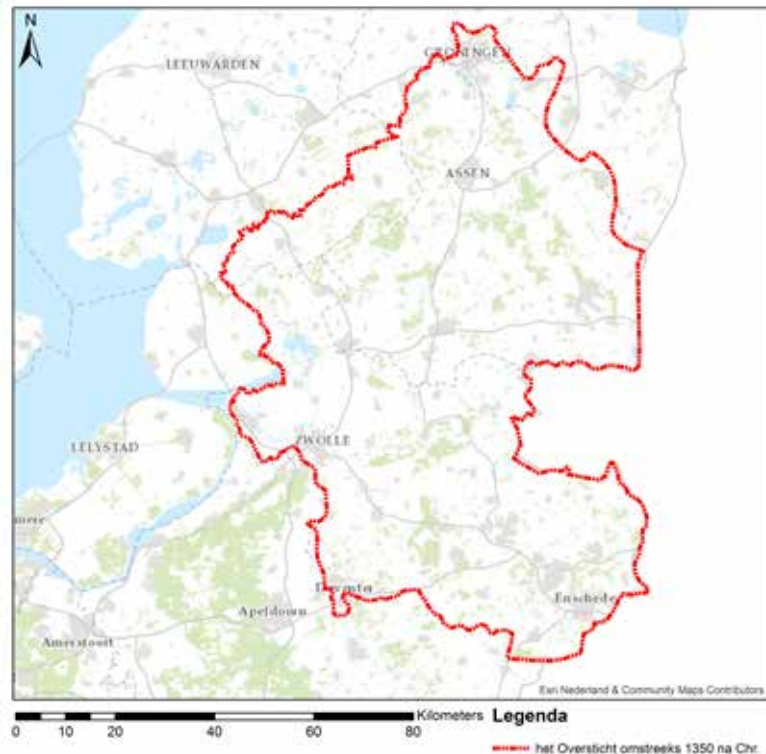 N
GRONINGEN
LEEUWARDEN
ASSEN
LELYSTAD
ZWOLLE
mere
Deventer
Apeldoorn
Enschede
Amersfoort
Esri Nederland & Community Maps Contributors
Kilometers
0 10 20 40 60 80
Legenda
het Oversticht omstreeks 1350 na Chr.